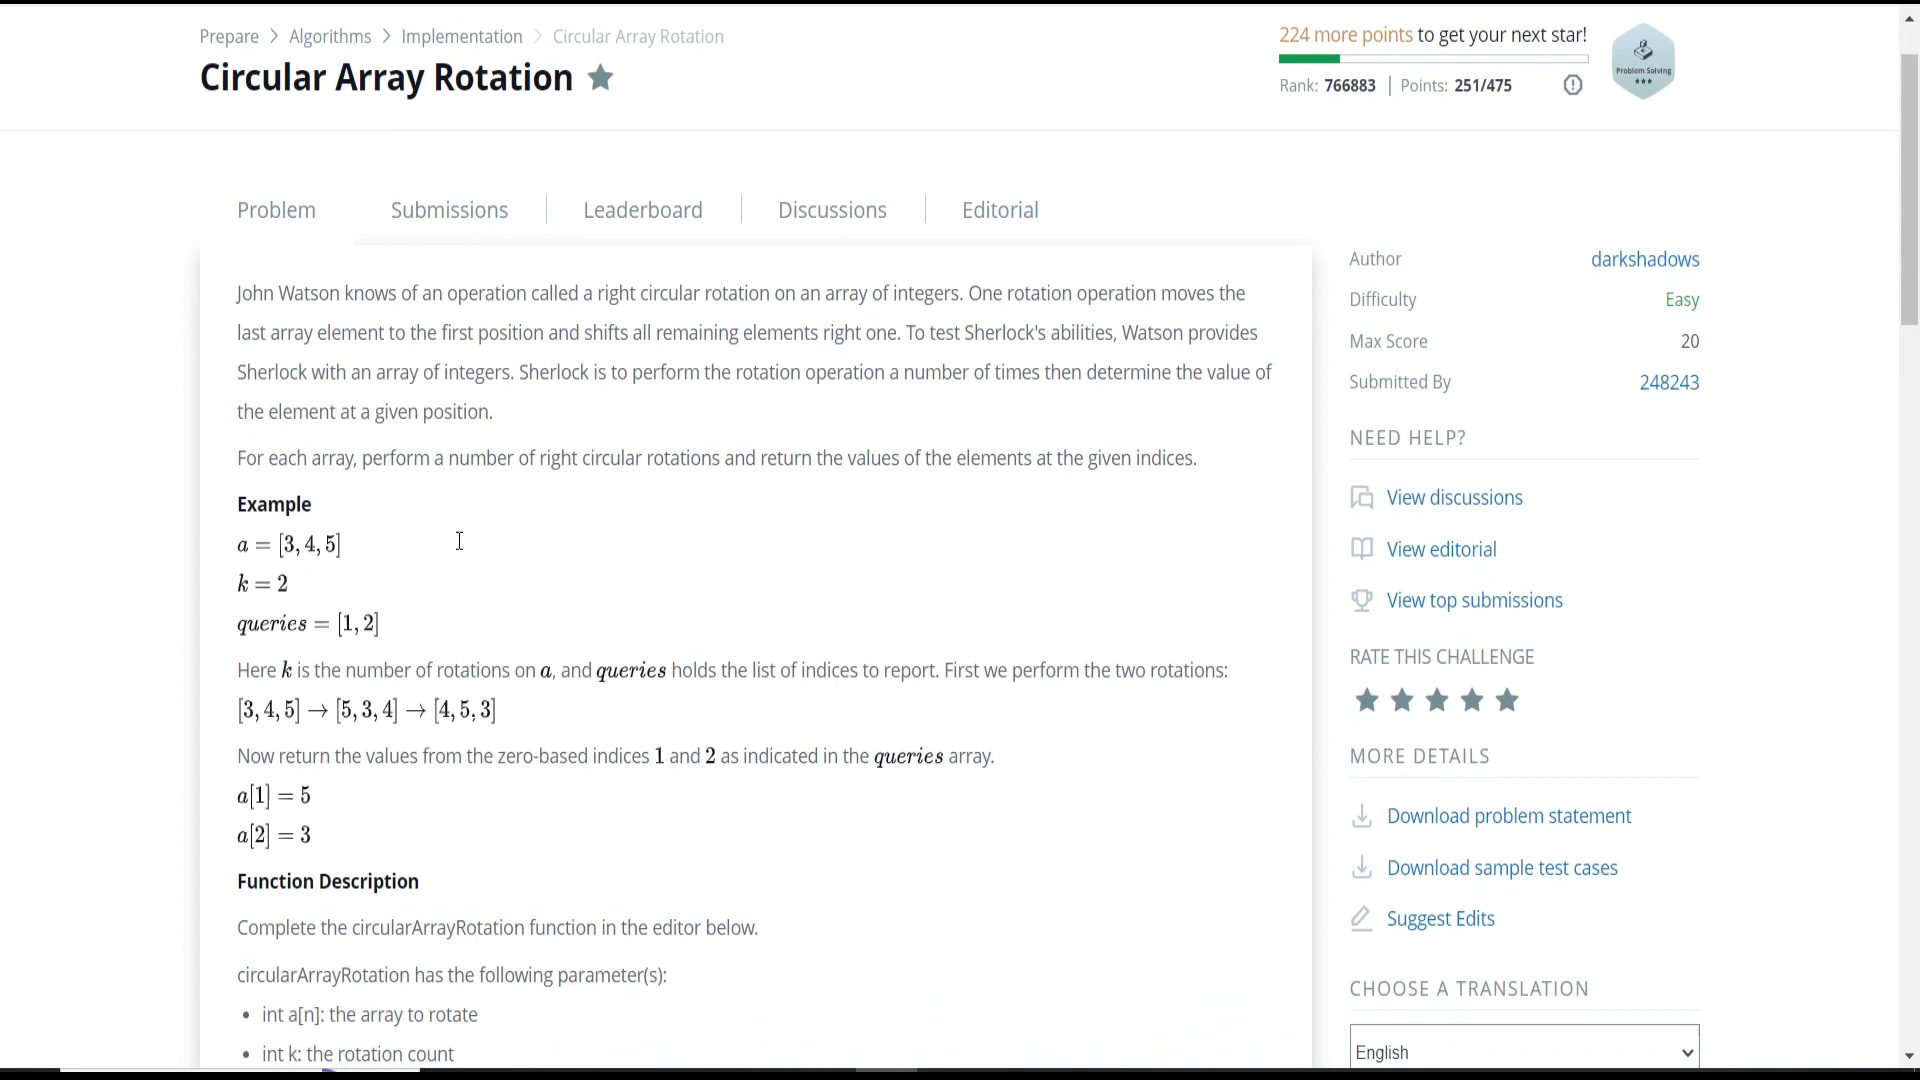 Prepare > Algorithms > Implementation > Circular Array Rotation
Circular Array Rotation
224 more points to get your next star!
Rank: 766883 | Points: 251/475
Problem Solving
Problem
Submissions
Leaderboard
Discussions
Editorial
John Watson knows of an operation called a right circular rotation on an array of integers. One rotation operation moves the
last array element to the first position and shifts all remaining elements right one. To test Sherlock's abilities, Watson provides
Sherlock with an array of integers. Sherlock is to perform the rotation operation a number of times then determine the value of
the element at a given position.
For each array, perform a number of right circular rotations and return the values of the elements at the given indices.
Example
a = [3, 4, 5]
k = 2
queries = [1, 2]
Here k is the number of rotations on a, and queries holds the list of indices to report. First we perform the two rotations:
[3, 4, 5] → [5, 3, 4] → [4, 5, 3]
Now return the values from the zero-based indices 1 and 2 as indicated in the queries array.
a[1] = 5
a[2] = 3
Function Description
Complete the circularArrayRotation function in the editor below.
circularArrayRotation has the following parameter(s):
• int a[n]: the array to rotate
• int k: the rotation count
Author darkshadows
Difficulty Easy
Max Score 20
Submitted By 248243
NEED HELP?
View discussions
View editorial
View top submissions
RATE THIS CHALLENGE
MORE DETAILS
Download problem statement
Download sample test cases
Suggest Edits
CHOOSE A TRANSLATION
English